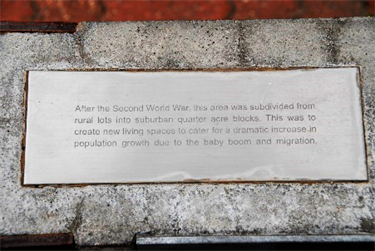 After the Second World War, this area was subdivided from
rural lots into suburban quarter acre blocks. This was to
create new living spaces to cater for a dramatic increase in
population growth due to the baby boom and migration.